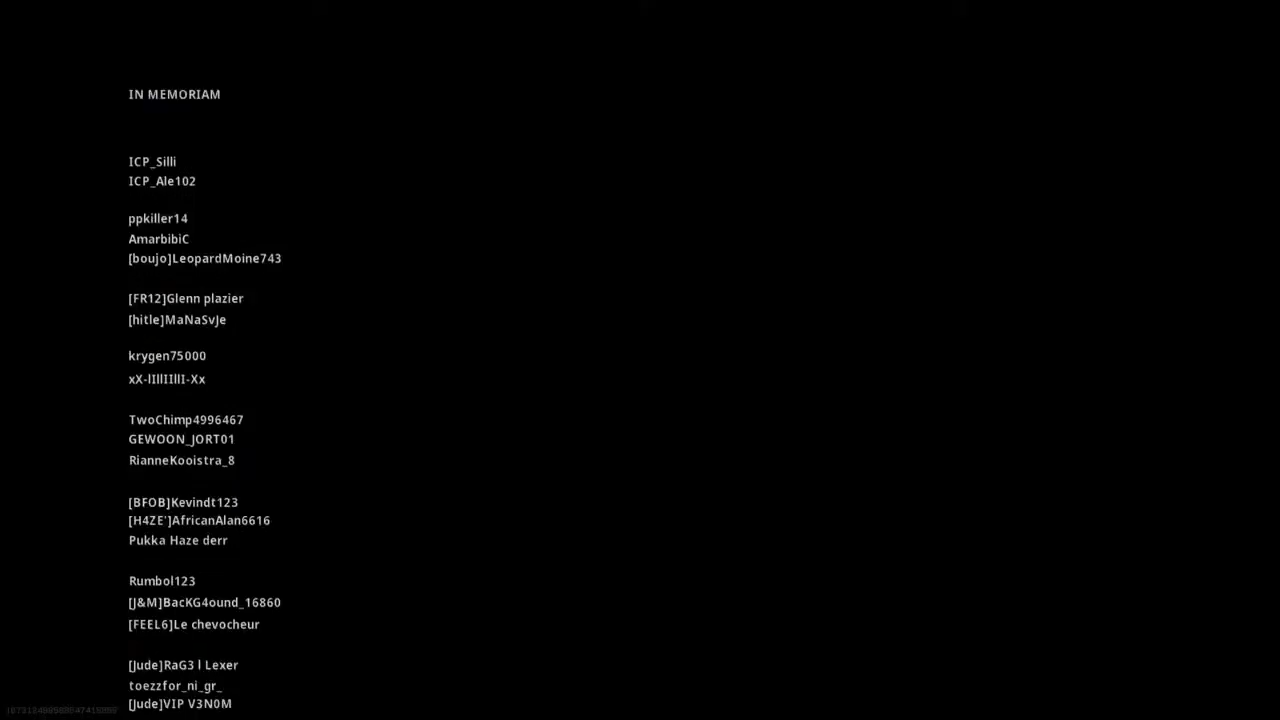 IN MEMORIAM
ICP_Silli
ICP_Ale102
ppkiller14
AmarbibiC
[boujo]LeopardMoine743
[FR12]Glenn plazier
[hitle]MaNaSvJe
krygen75000
xX-lIllIIllI-Xx
TwoChimp4996467
GEWOON_JORT01
RianneKooistra_8
[BFOB]Kevindt123
[H4ZE']AfricanAlan6616
Pukka Haze derr
Rumbol123
[J&M]BacKG4ound_16860
[FEEL6]Le chevocheur
[Jude]RaG3 l Lexer
toezzfor_ni_gr_
[Jude]VIP V3N0M